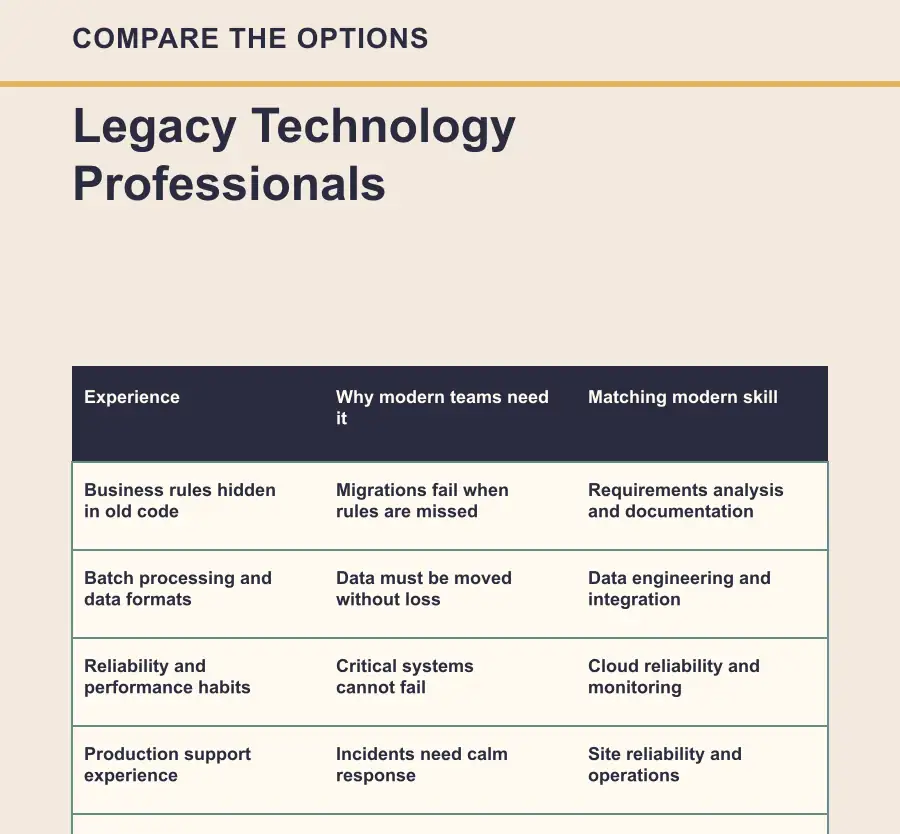 COMPARE THE OPTIONS
Legacy Technology
Professionals
Experience
Why modern teams need
it
Matching modern skill
Business rules hidden
in old code
Migrations fail when
rules are missed
Requirements analysis
and documentation
Batch processing and
data formats
Data must be moved
without loss
Data engineering and
integration
Reliability and
performance habits
Critical systems
cannot fail
Cloud reliability and
monitoring
Production support
experience
Incidents need calm
response
Site reliability and
operations